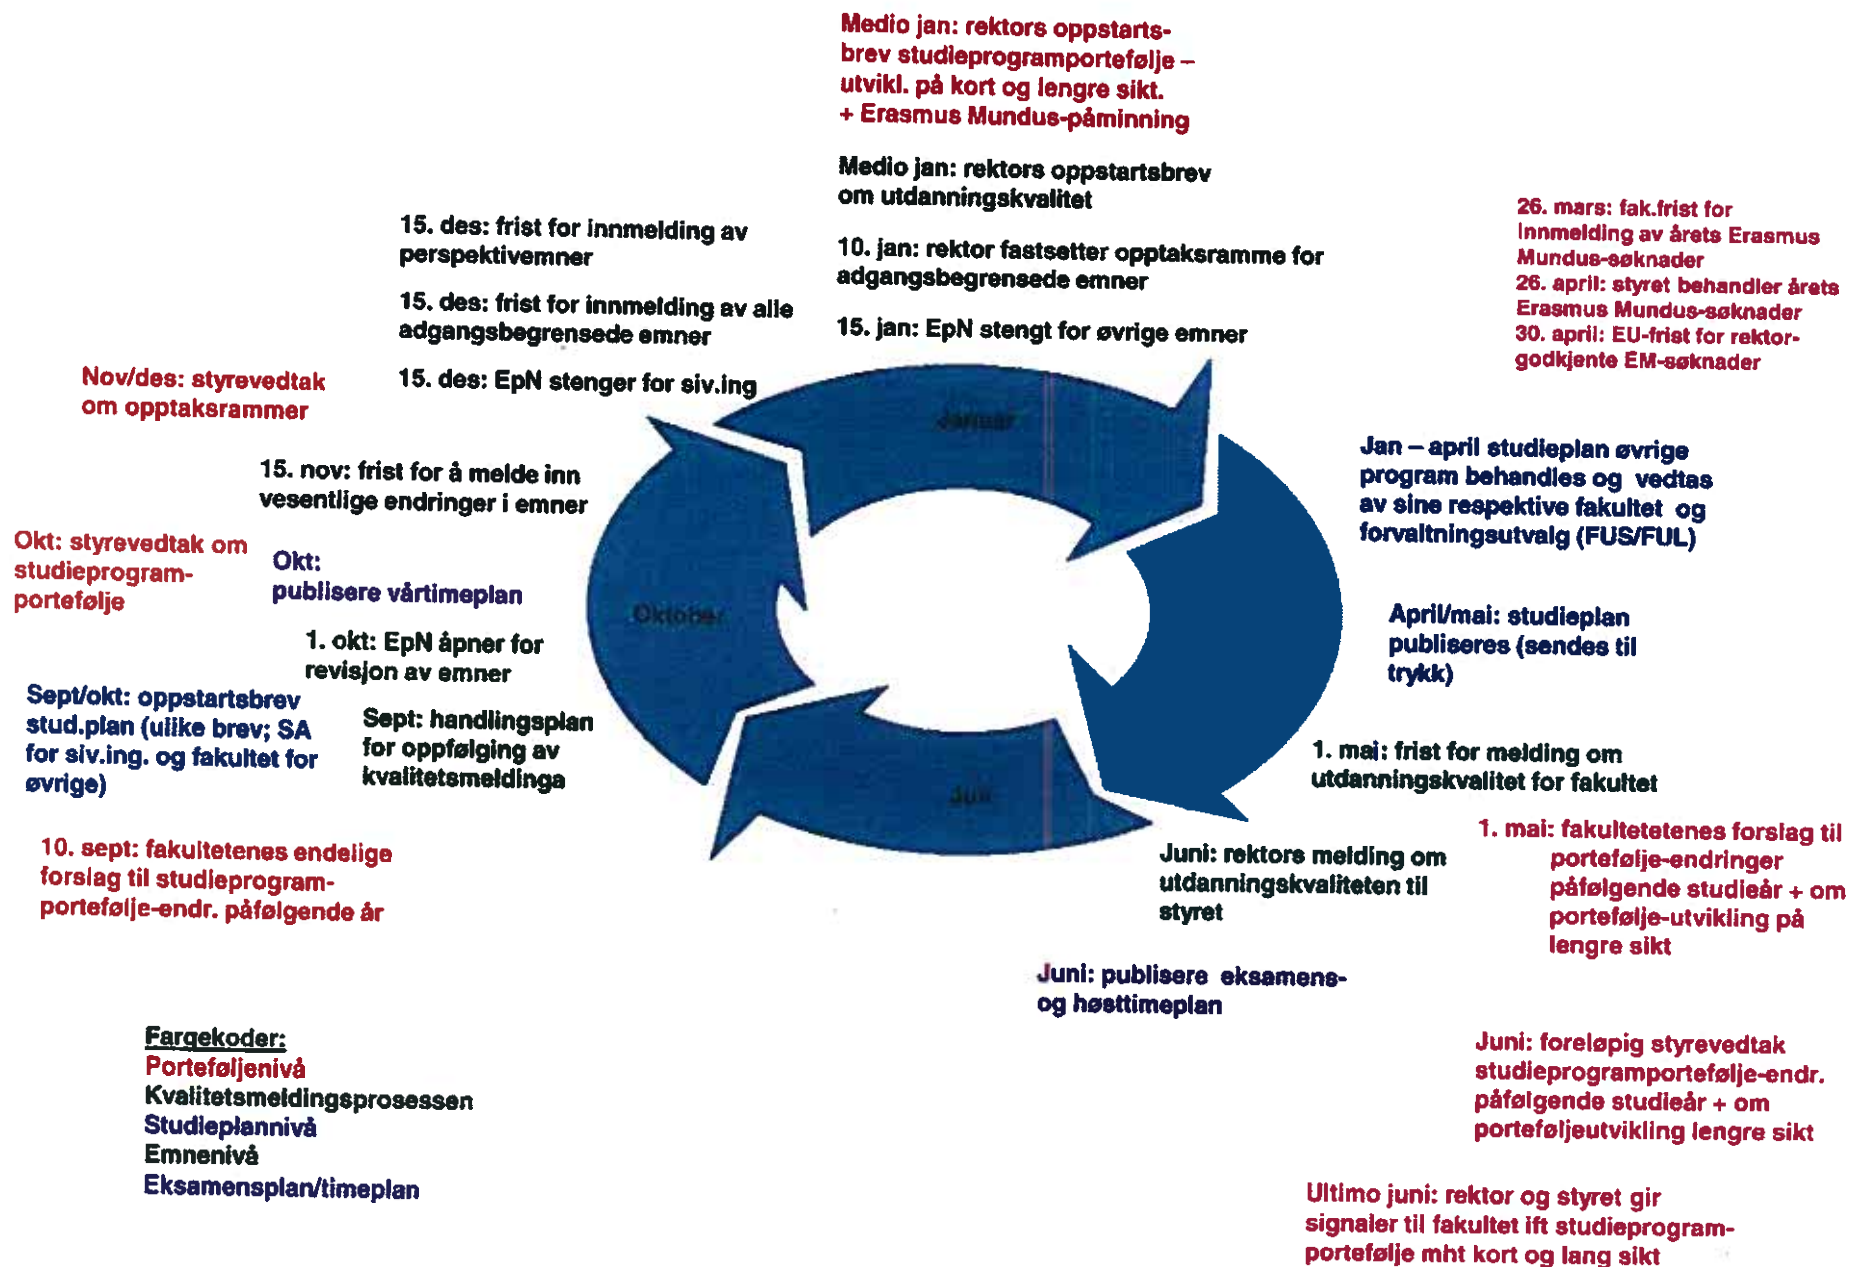 Medio jan: rektors oppstarts-
brev studieprogramportefølje –
utvikl. på kort og lengre sikt.
+ Erasmus Mundus-påminning
Medio jan: rektors oppstartsbrev
om utdanningskvalitet
10. jan: rektor fastsetter opptaksramme for
adgangsbegrensede emner
15. jan: EpN stengt for øvrige emner
15. des: frist for innmelding av
perspektivemner
15. des: frist for innmelding av alle
adgangsbegrensede emner
15. des: EpN stenger for siv.ing
26. mars: fak.frist for
innmelding av årets Erasmus
Mundus-søknader
26. april: styret behandler årets
Erasmus Mundus-søknader
30. april: EU-frist for rektor-
godkjente EM-søknader
Nov/des: styrevedtak
om opptaksrammer
Januar
15. nov: frist for å melde inn
vesentlige endringer i emner
Jan – april studieplan øvrige
program behandles og vedtas
av sine respektive fakultet og
forvaltningsutvalg (FUS/FUL)
Okt: styrevedtak om
studieprogram-
portefølje
Okt:
publisere vårtimeplan
Oktober
April/mai: studieplan
publiseres (sendes til
trykk)
1. okt: EpN åpner for
revisjon av emner
Sept/okt: oppstartsbrev
stud.plan (ulike brev; SA
for siv.ing. og fakultet for
øvrige)
Sept: handlingsplan
for oppfølging av
kvalitetsmeldinga
Juli
1. mai: frist for melding om
utdanningskvalitet for fakultet
10. sept: fakultetenes endelige
forslag til studieprogram-
portefølje-endr. påfølgende år
Juni: rektors melding om
utdanningskvaliteten til
styret
1. mai: fakultetetenes forslag til
portefølje-endringer
påfølgende studieår + om
portefølje-utvikling på
lengre sikt
Juni: publisere eksamens-
og høsttimeplan
Juni: foreløpig styrevedtak
studieprogramportefølje-endr.
påfølgende studieår + om
porteføljeutvikling lengre sikt
Ultimo juni: rektor og styret gir
signaler til fakultet ift studieprogram-
portefølje mht kort og lang sikt
Fargekoder:
Porteføljenivå
Kvalitetsmeldingsprosessen
Studieplannivå
Emnenivå
Eksamensplan/timeplan